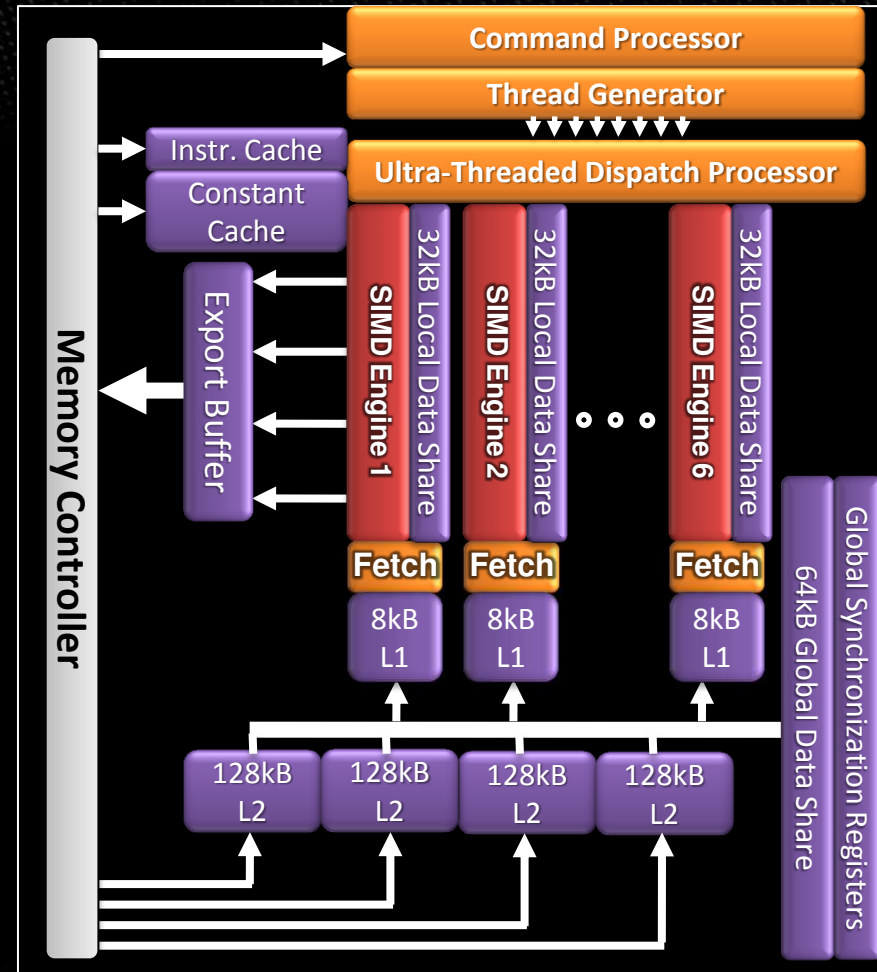 Command Processor
Thread Generator
Instr. Cache
Ultra-Threaded Dispatch Processor
Constant
Cache
Memory Controller
Export Buffer
SIMD Engine 1
32kB Local Data Share
SIMD Engine 2
32kB Local Data Share
SIMD Engine 6
32kB Local Data Share
Fetch
Fetch
Fetch
8kB
L1
8kB
L1
8kB
L1
64kB Global Data Share
Global Synchronization Registers
128kB
L2
128kB
L2
128kB
L2
128kB
L2